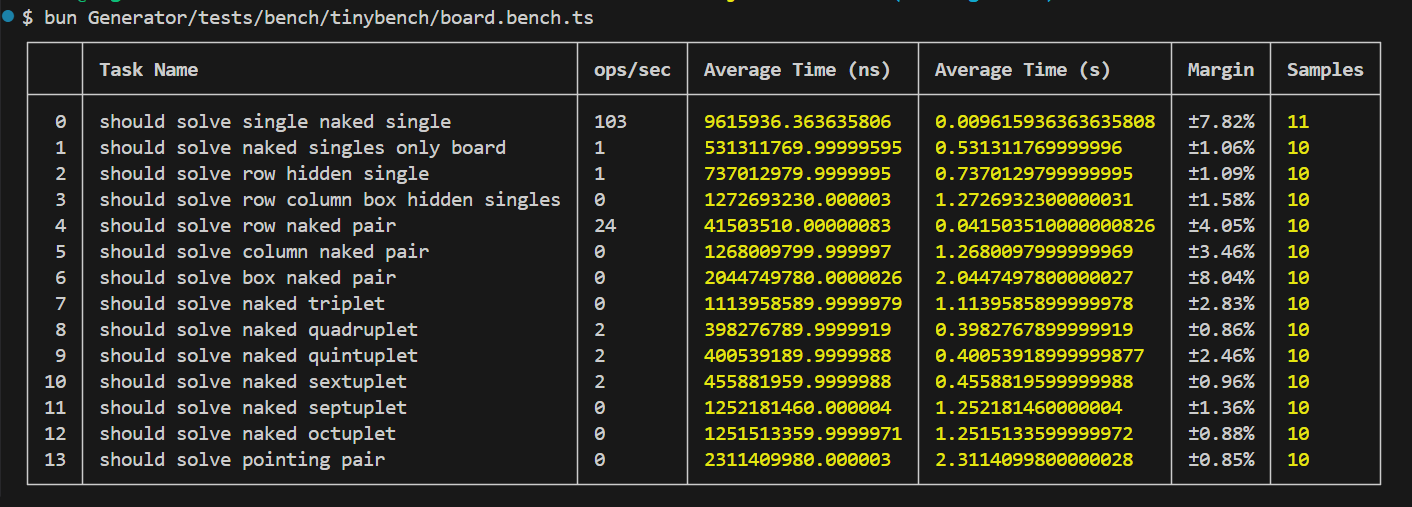 $ bun Generator/tests/bench/tinybench/board.bench.ts
Task Name ops/sec Average Time (ns) Average Time (s) Margin Samples
0 should solve single naked single 103 9615936.363635806 0.009615936363635808 ±7.82% 11
1 should solve naked singles only board 1 531311769.99999595 0.531311769999996 ±1.06% 10
2 should solve row hidden single 1 737012979.9999995 0.7370129799999995 ±1.09% 10
3 should solve row column box hidden singles 0 1272693230.000003 1.2726932300000031 ±1.58% 10
4 should solve row naked pair 24 41503510.00000083 0.041503510000000826 ±4.05% 10
5 should solve column naked pair 0 1268009799.999997 1.2680097999999969 ±3.46% 10
6 should solve box naked pair 0 2044749780.0000026 2.0447497800000027 ±8.04% 10
7 should solve naked triplet 0 1113958589.9999979 1.1139585899999978 ±2.83% 10
8 should solve naked quadruplet 2 398276789.9999919 0.3982767899999919 ±0.86% 10
9 should solve naked quintuplet 2 400539189.9999988 0.40053918999999877 ±2.46% 10
10 should solve naked sextuplet 2 455881959.9999988 0.4558819599999988 ±0.96% 10
11 should solve naked septuplet 0 1252181460.000004 1.252181460000004 ±1.36% 10
12 should solve naked octuplet 0 1251513359.9999971 1.2515133599999972 ±0.88% 10
13 should solve pointing pair 0 2311409980.000003 2.3114099800000028 ±0.85% 10